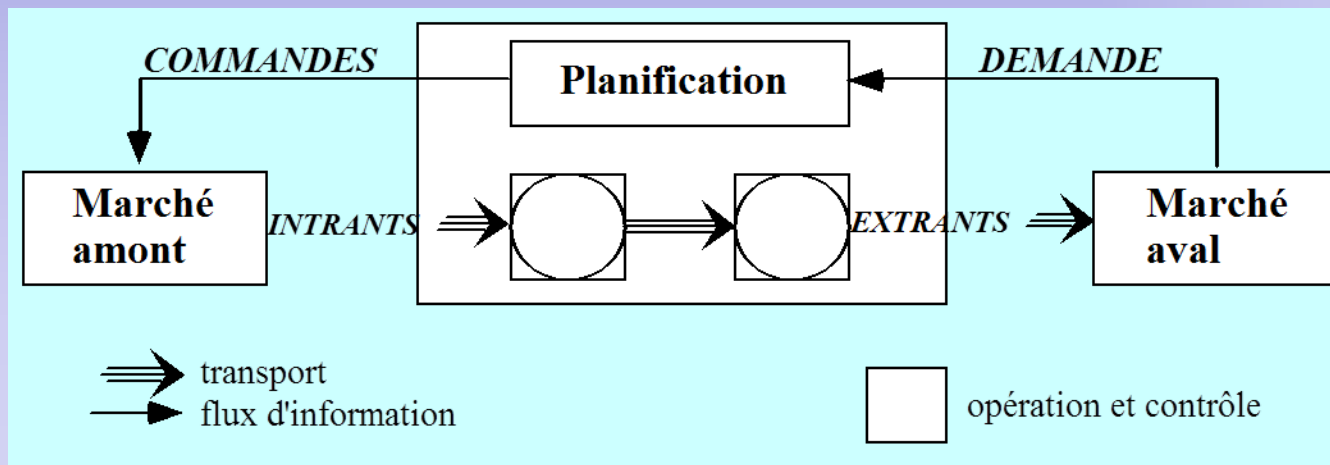 COMMANDES
DEMANDE
Planification
Marché
amont
INTRANTS
EXTRANTS
Marché
aval
transport
flux d'information
opération et contrôle